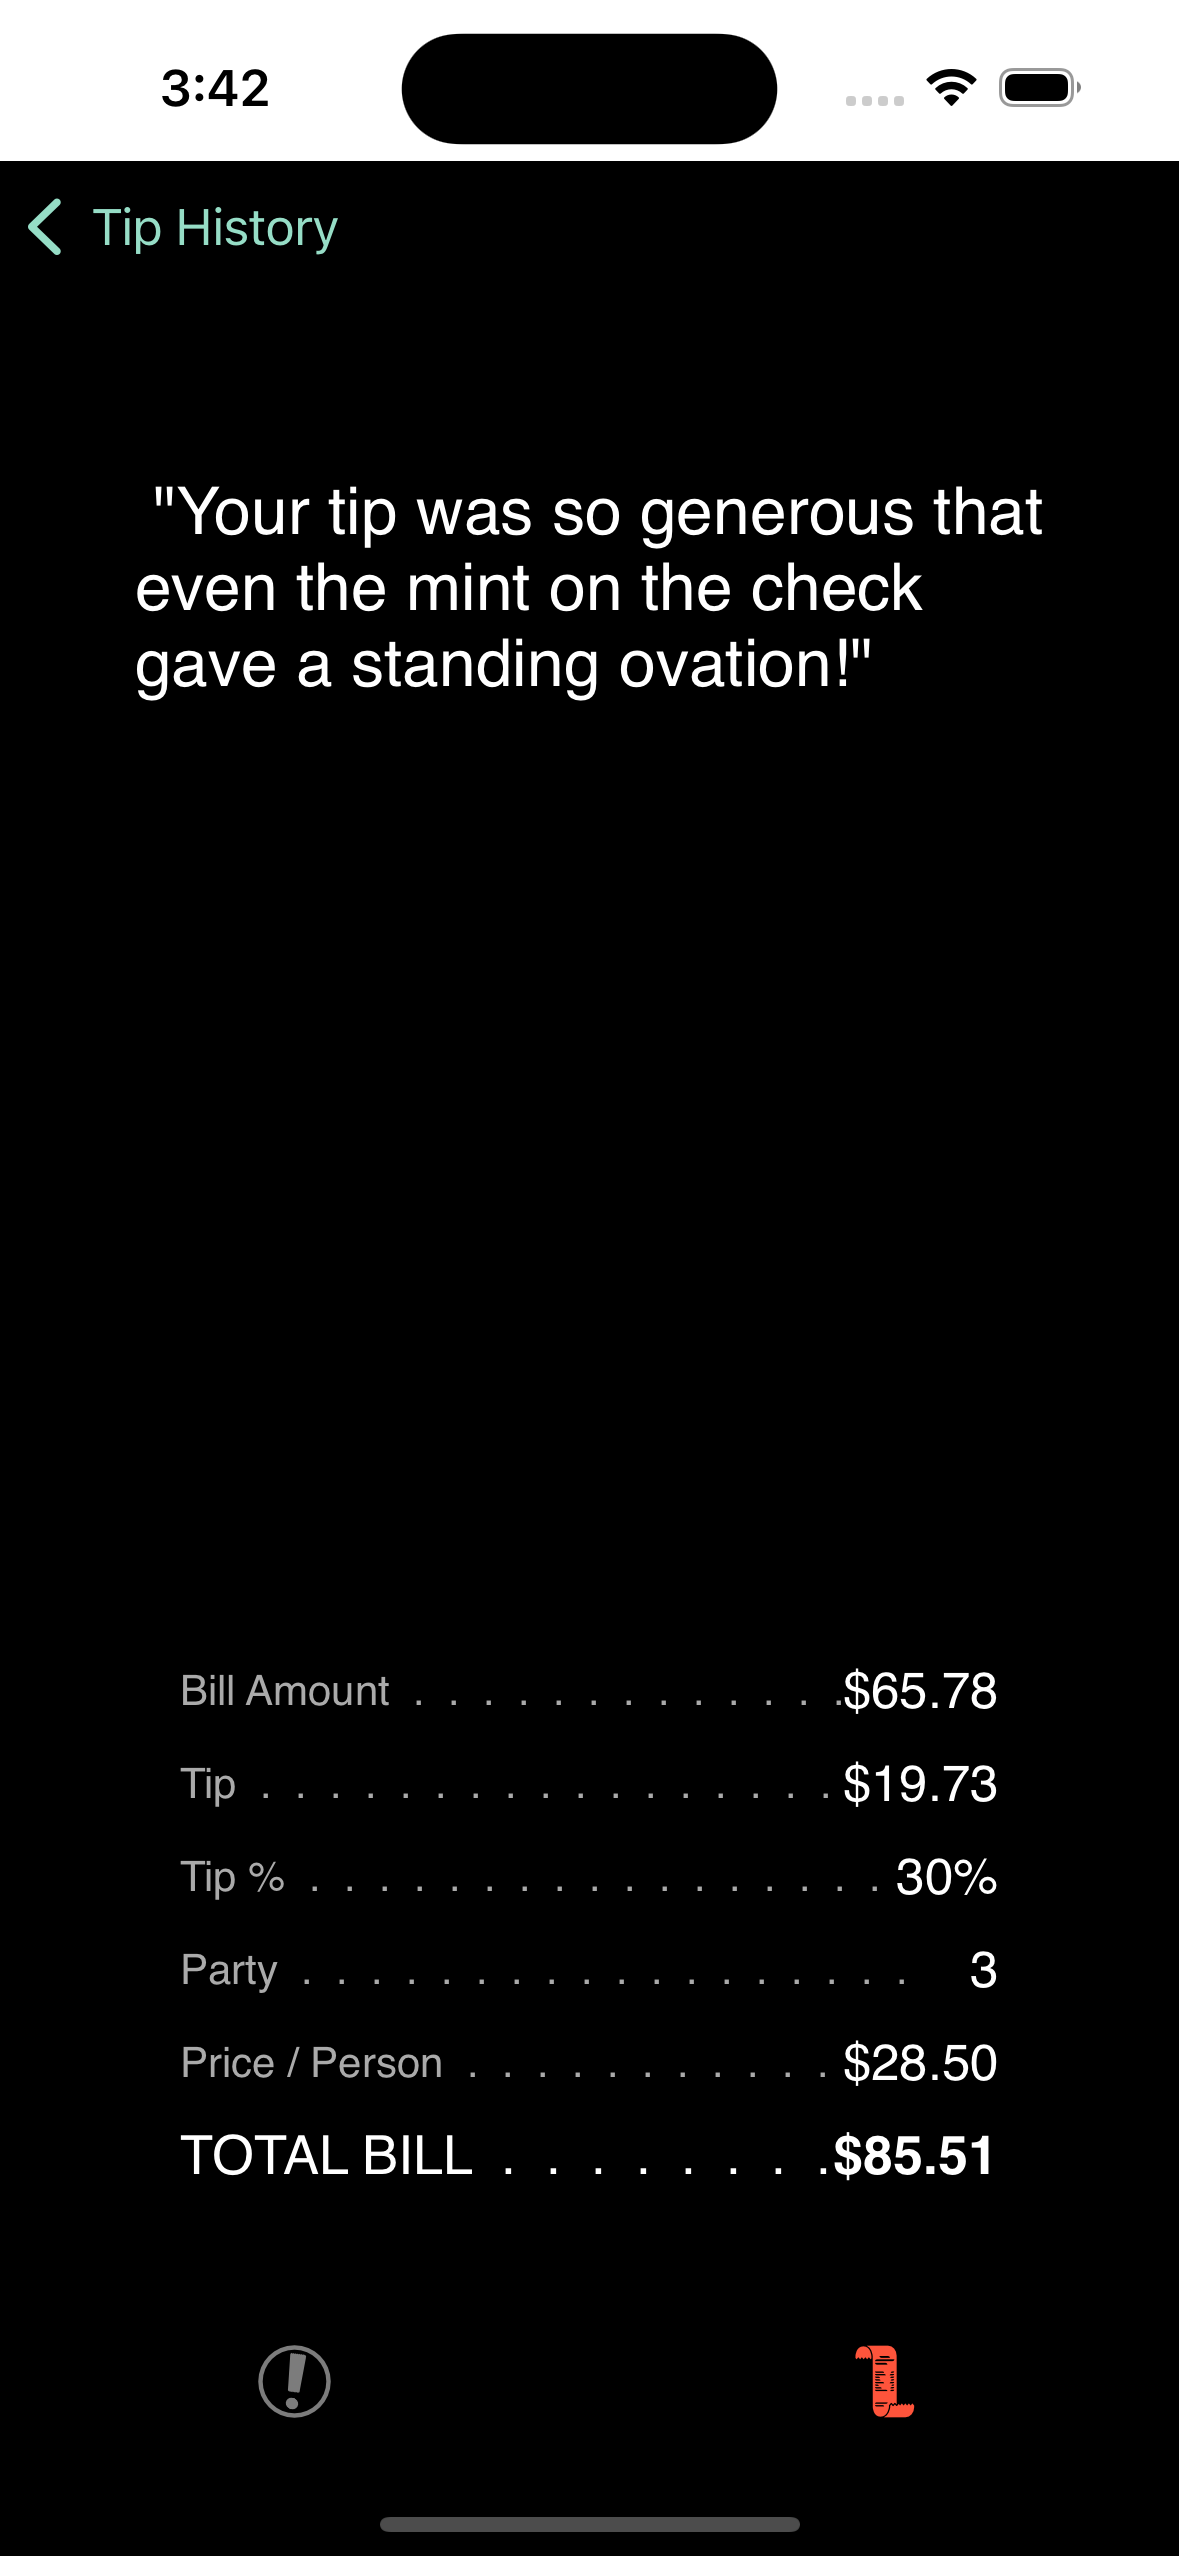 3:42
Tip History
"Your tip was so generous that
even the mint on the check
gave a standing ovation!"
Bill Amount . . . . . . . . . . . . .$65.78
Tip . . . . . . . . . . . . . . . . . $19.73
Tip % . . . . . . . . . . . . . . . . . 30%
Party . . . . . . . . . . . . . . . . . . 3
Price / Person . . . . . . . . . . . $28.50
TOTAL BILL . . . . . . . .$85.51